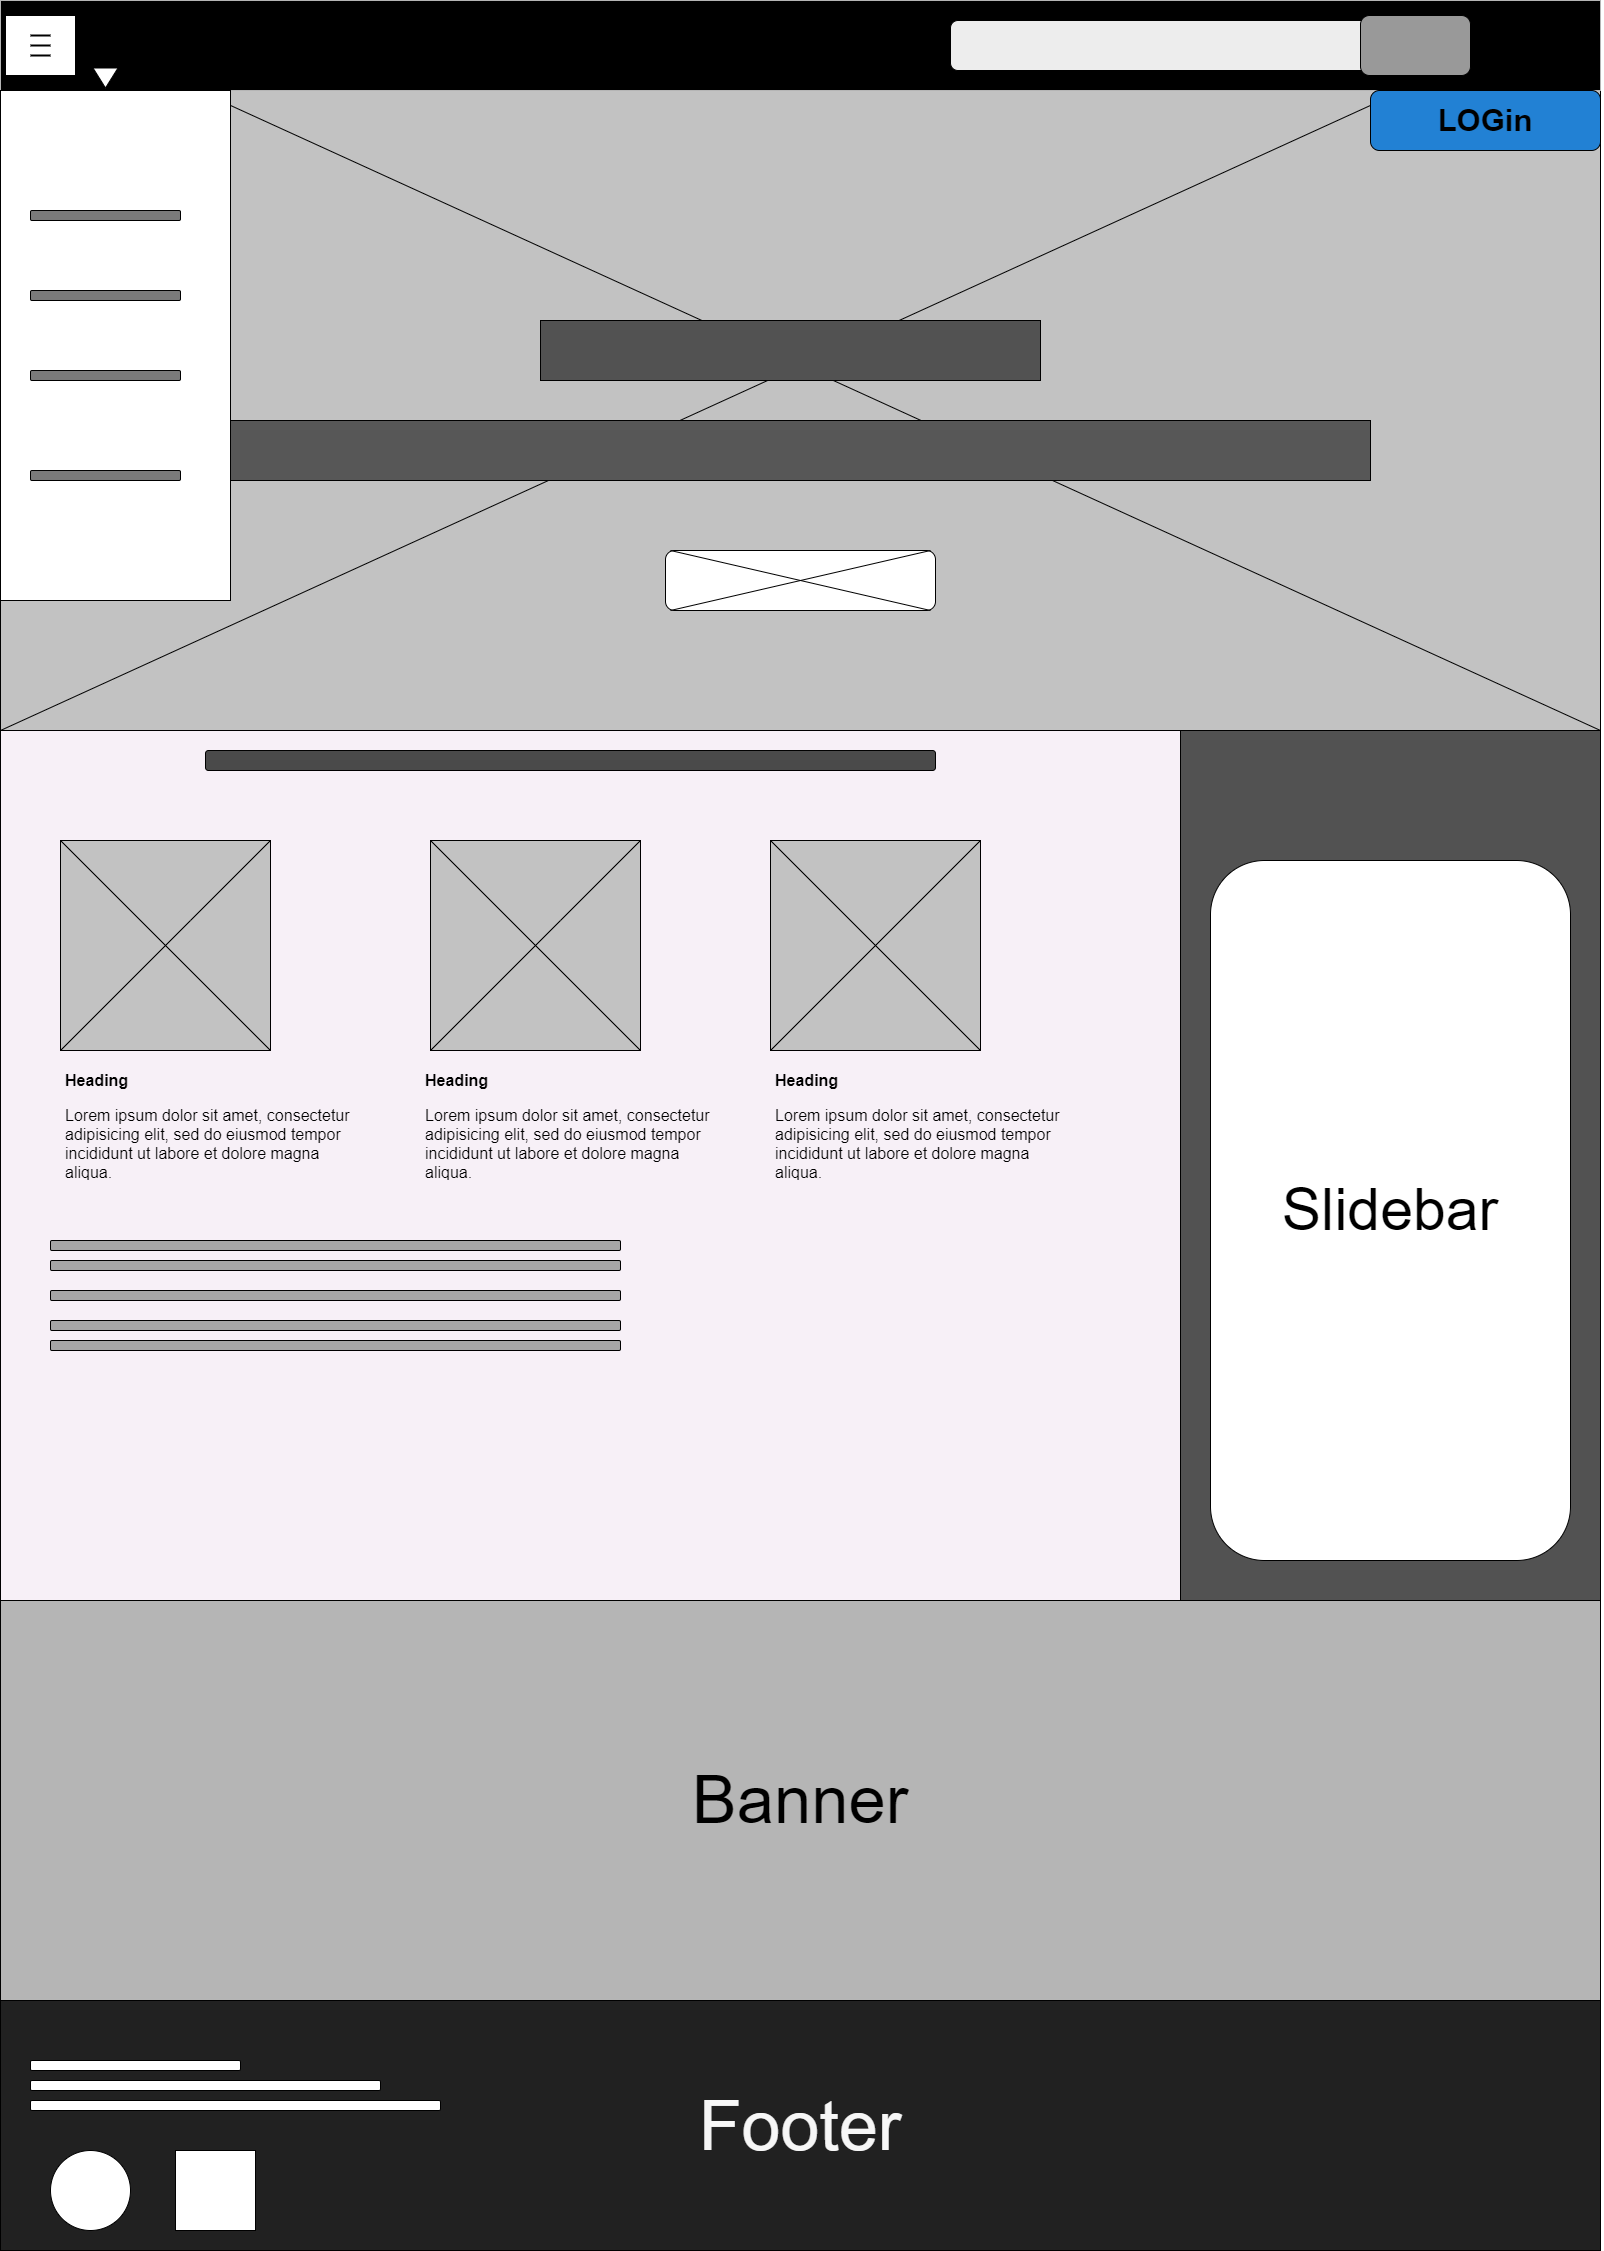 LOGin
Heading
Lorem ipsum dolor sit amet, consectetur
adipisicing elit, sed do eiusmod tempor
incididunt ut labore et dolore magna
aliqua.
Heading
Lorem ipsum dolor sit amet, consectetur
adipisicing elit, sed do eiusmod tempor
incididunt ut labore et dolore magna
aliqua.
Heading
Lorem ipsum dolor sit amet, consectetur
adipisicing elit, sed do eiusmod tempor
incididunt ut labore et dolore magna
aliqua.
Slidebar
Banner
Footer